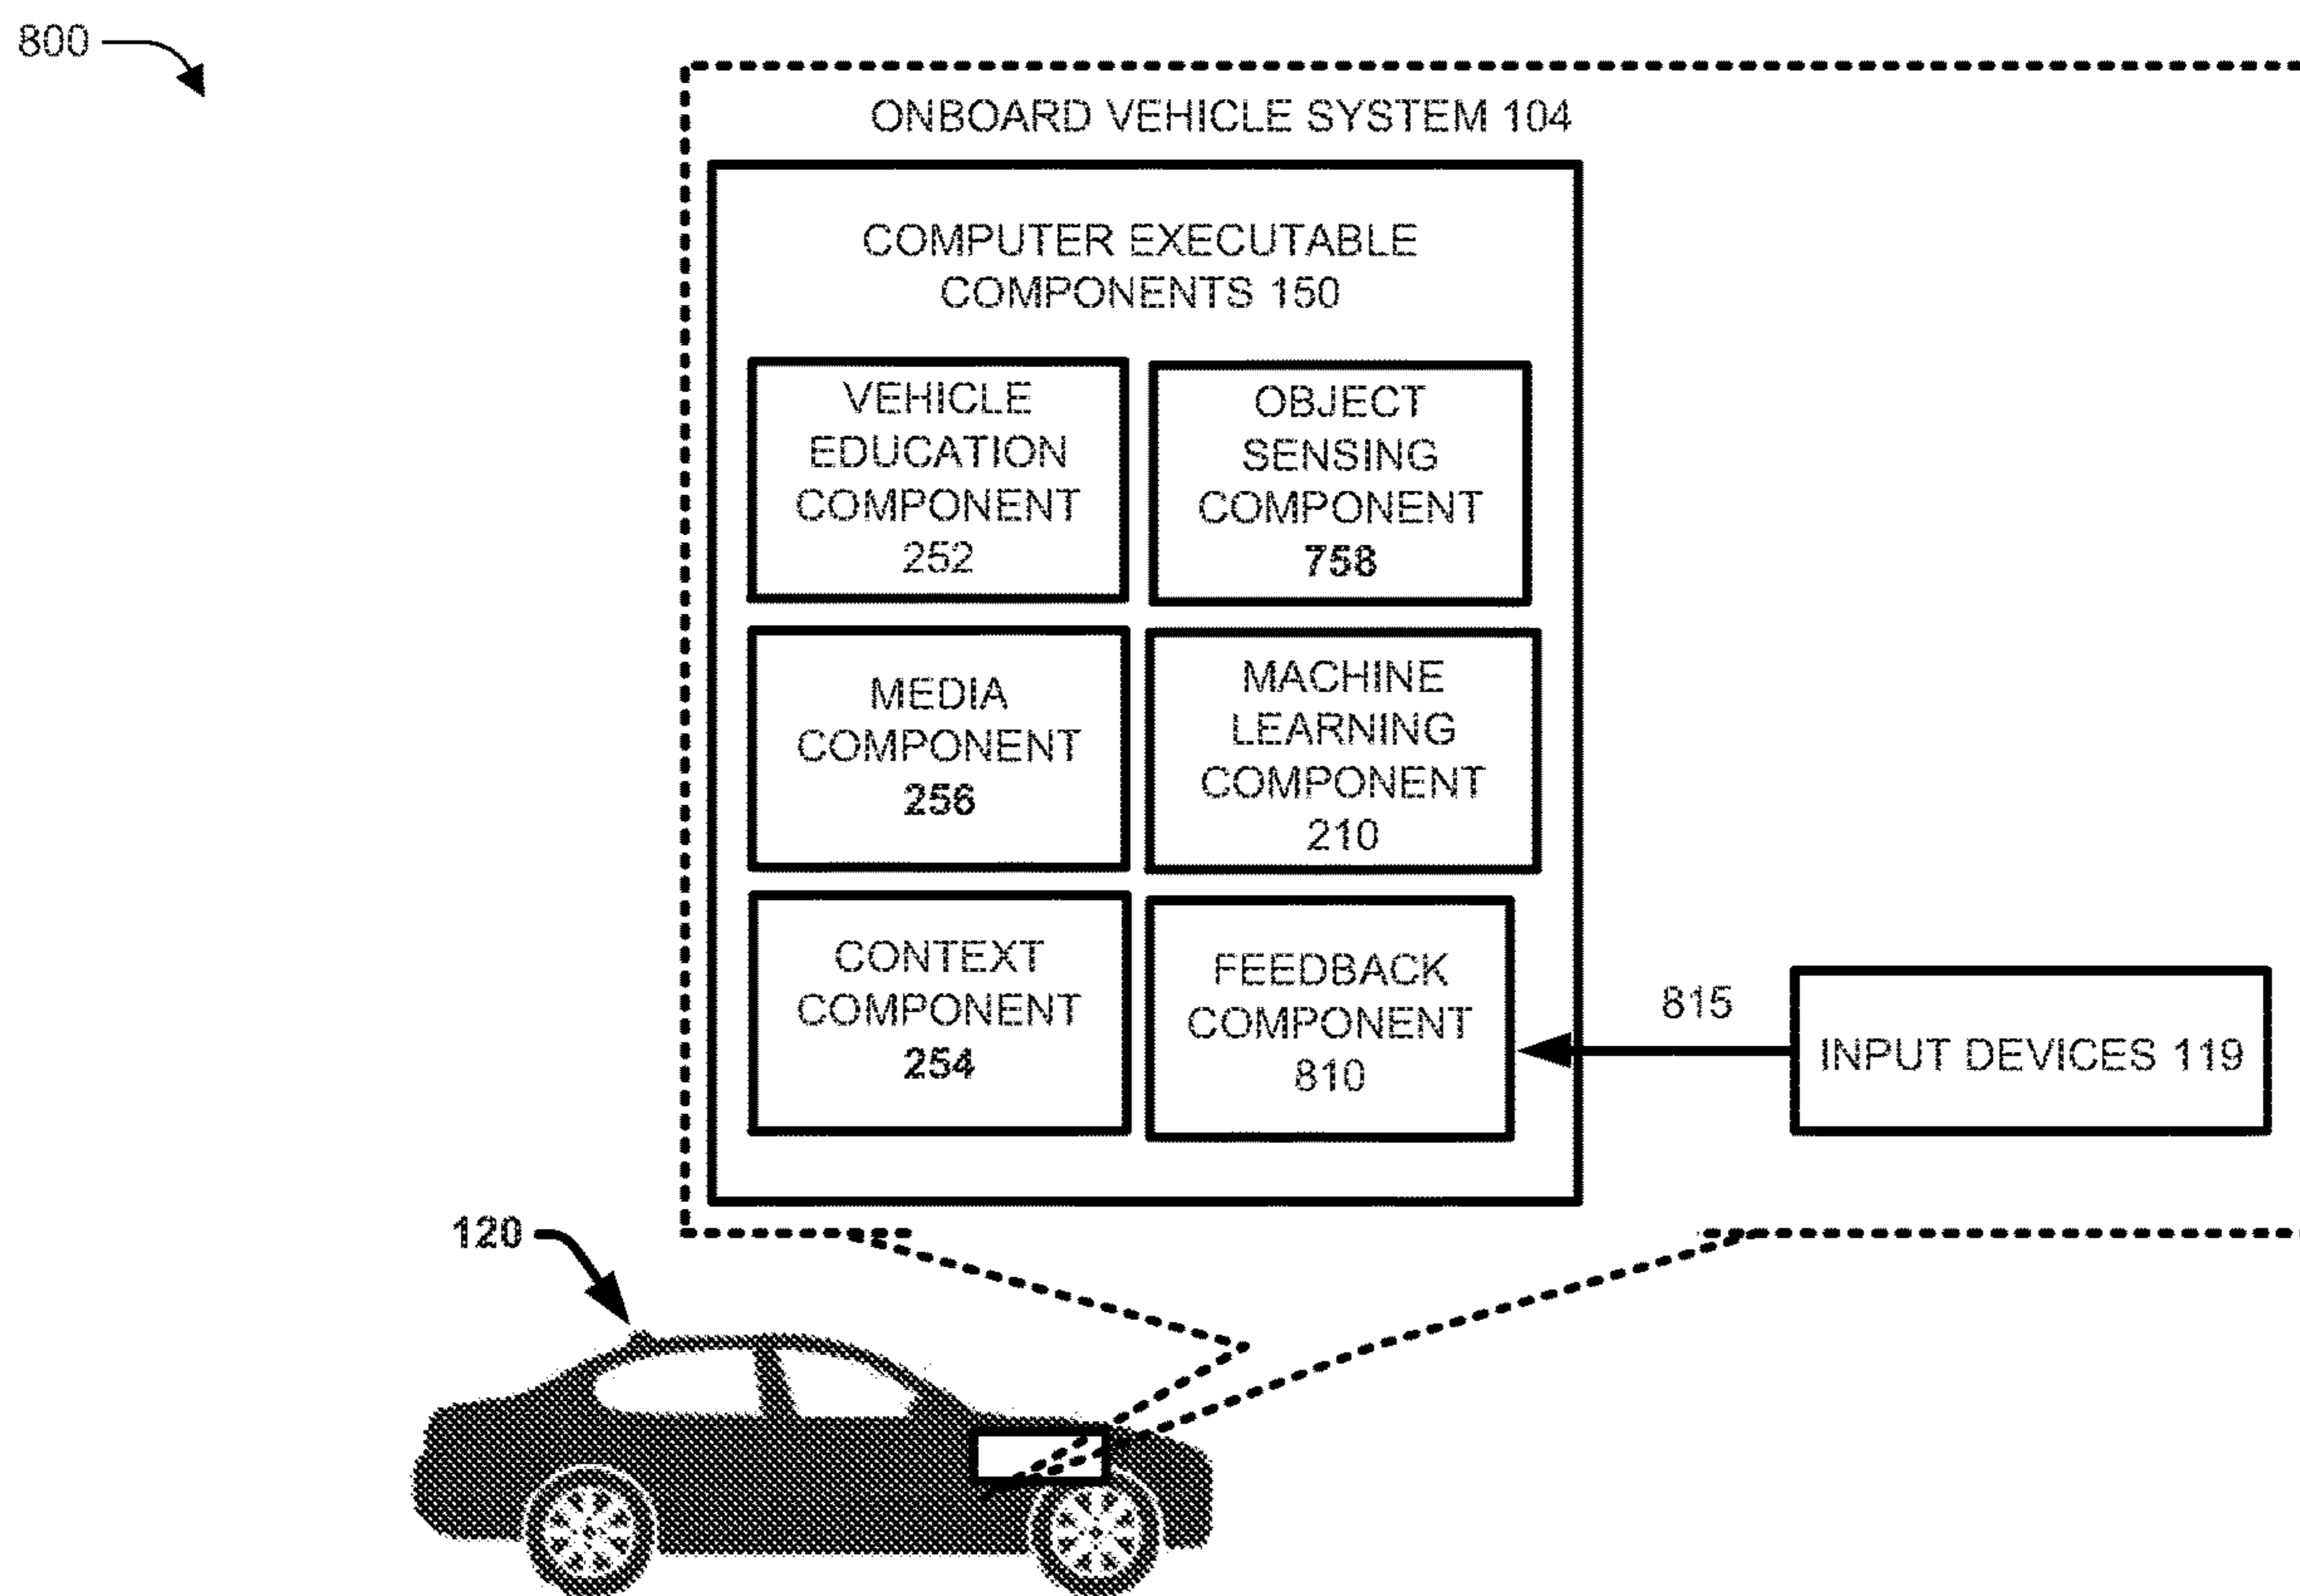 800
ONBOARD VEHICLE SYSTEM 104
COMPUTER EXECUTABLE
COMPONENTS 150
VEHICLE
EDUCATION
COMPONENT
252
OBJECT
SENSING
COMPONENT
758
MEDIA
COMPONENT
256
MACHINE
LEARNING
COMPONENT
210
CONTEXT
COMPONENT
254
FEEDBACK
COMPONENT
810
815
INPUT DEVICES 119
120